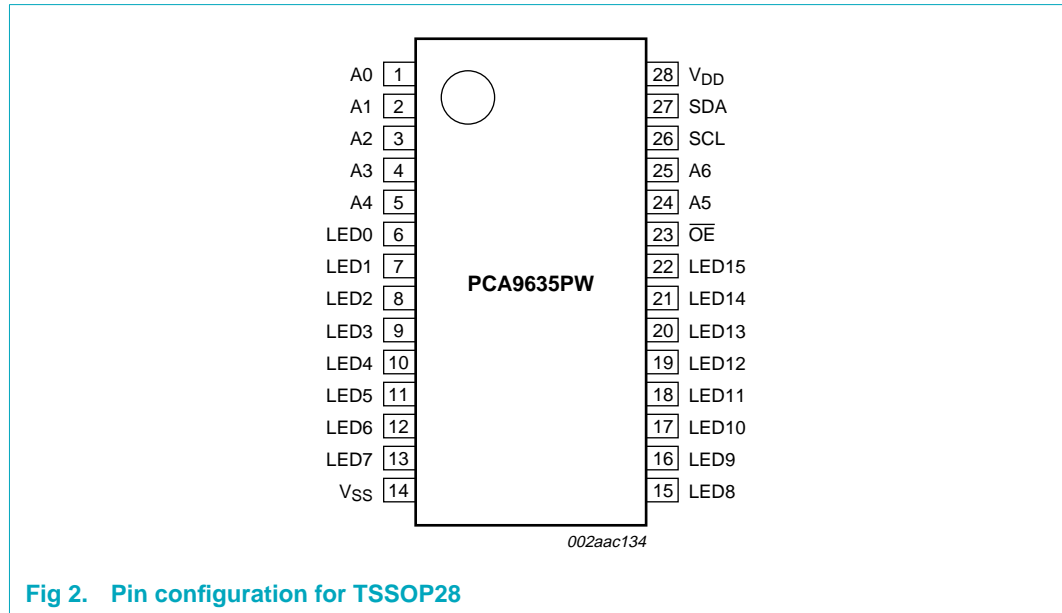 A0 1 28 VDD
A1 2 27 SDA
A2 3 26 SCL
A3 4 25 A6
A4 5 24 A5
LED0 6 23 OE
LED1 7 22 LED15
PCA9635PW
LED2 8 21 LED14
LED3 9 20 LED13
LED4 10 19 LED12
LED5 11 18 LED11
LED6 12 17 LED10
LED7 13 16 LED9
VSS 14 15 LED8
002aac134
Fig 2. Pin configuration for TSSOP28